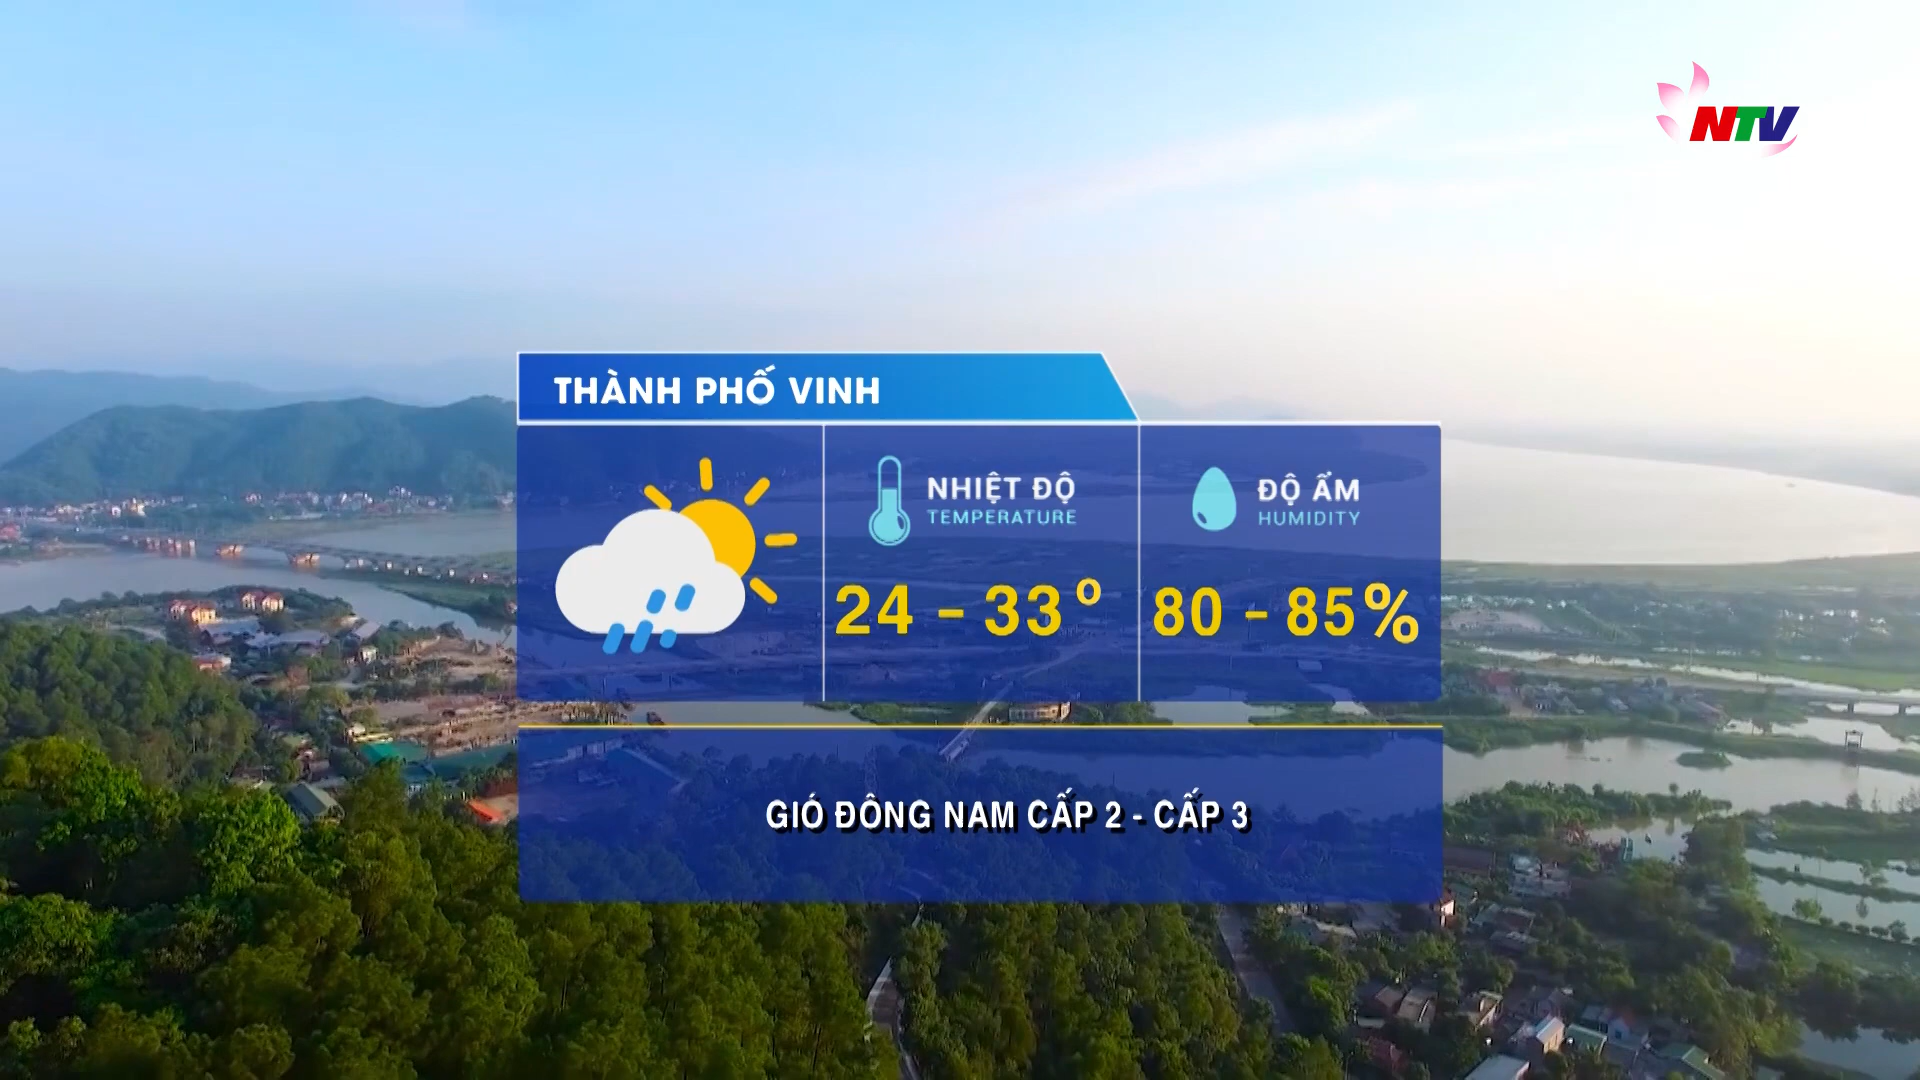 NTV
THÀNH PHỐ VINH
NHIỆT ĐỘ
TEMPERATURE
24 - 33°
ĐỘ ẨM
HUMIDITY
80 - 85%
GIÓ ĐÔNG NAM CẤP 2 - CẤP 3